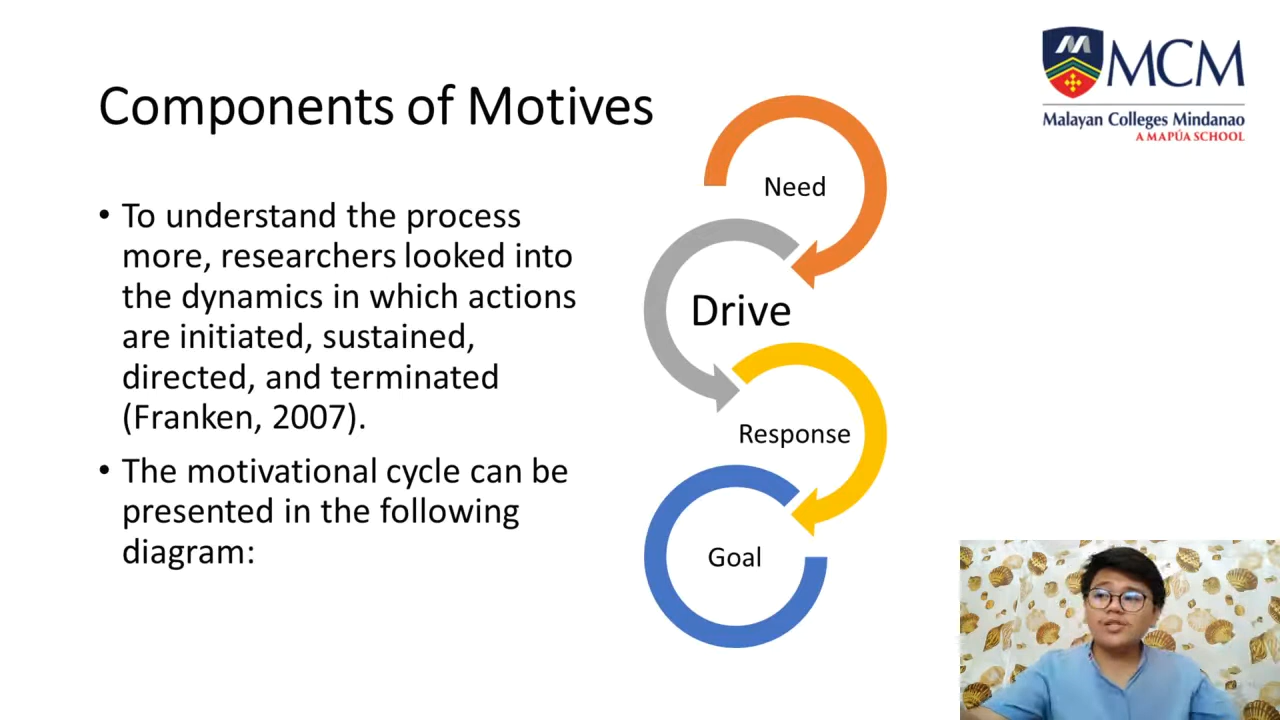 MCM
Malayan Colleges Mindanao
A MAPÚA SCHOOL
Components of Motives
• To understand the process
more, researchers looked into
the dynamics in which actions
are initiated, sustained,
directed, and terminated
(Franken, 2007).
• The motivational cycle can be
presented in the following
diagram:
Need
Drive
Response
Goal